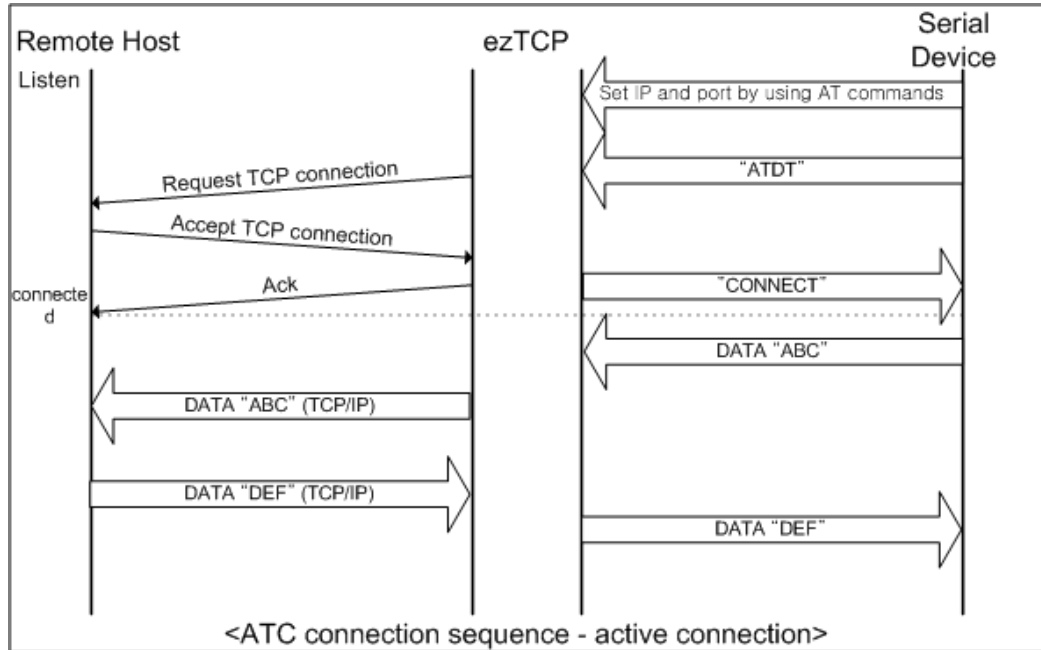 Remote Host
ezTCP
Serial
Device
Listen
Set IP and port by using AT commands
"ATDT"
Request TCP connection
Accept TCP connection
Ack
"CONNECT"
connecte
d
DATA "ABC"
DATA "ABC" (TCP/IP)
DATA "DEF" (TCP/IP)
DATA "DEF"
<ATC connection sequence - active connection>